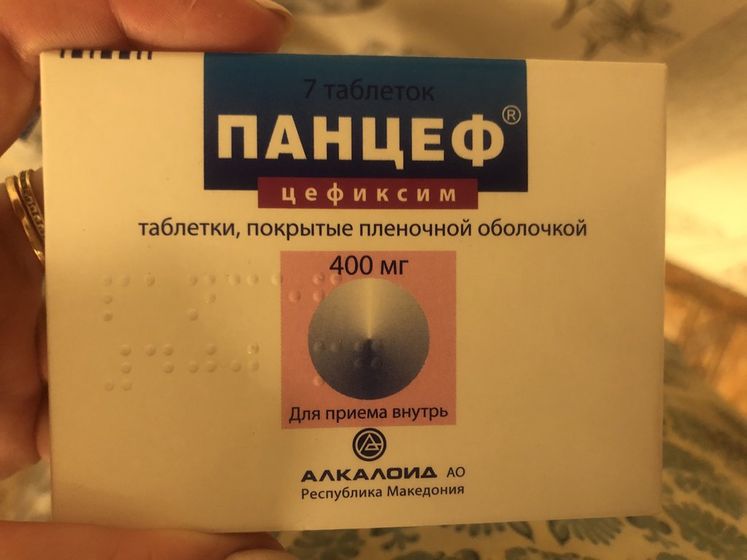 7 таблеток
ПАНЦЕФ®
цефиксим
таблетки, покрытые пленочной оболочкой
400 мг
Для приема внутрь
АЛКАЛОИД АО
Республика Македония